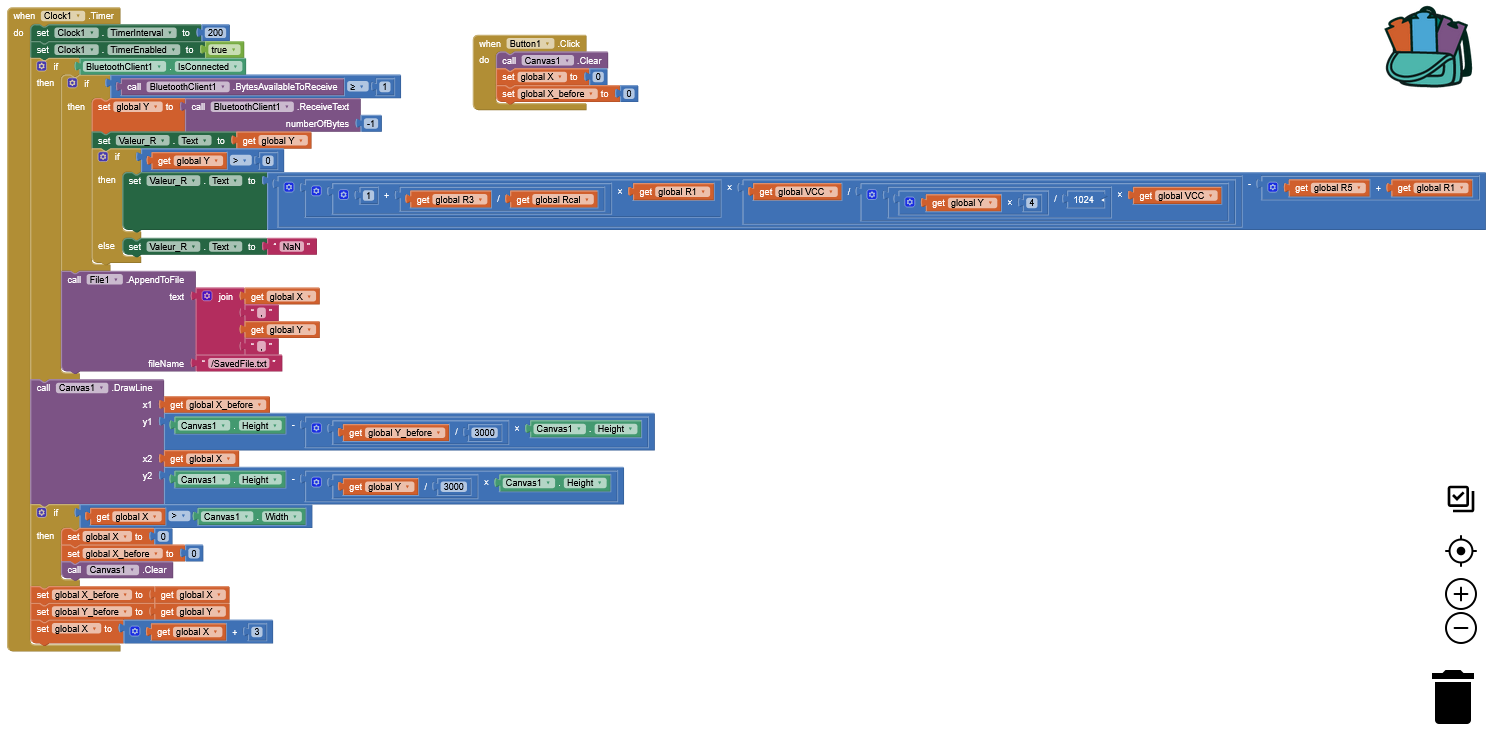 when Clock1 .Timer
do set Clock1 . TimerInterval to 200
set Clock1 . TimerEnabled to true
if BluetoothClient1 . IsConnected
then if call BluetoothClient1 .BytesAvailableToReceive ≥ 1
then set global Y to call BluetoothClient1 .ReceiveText
numberOfBytes -1
set Valeur_R . Text to get global Y
if get global Y > 0
then set Valeur_R . Text to 1 + get global R3 / get global Rcal × get global R1 × get global VCC / get global Y × 4 / 1024 × get global VCC - get global R5 + get global R1
else set Valeur_R . Text to " NaN "
call File1 .AppendToFile
text join get global X
" , "
get global Y
" , "
fileName " /SavedFile.txt "
call Canvas1 .DrawLine
x1 get global X_before
y1 Canvas1 . Height - get global Y_before / 3000 × Canvas1 . Height
x2 get global X
y2 Canvas1 . Height - get global Y / 3000 × Canvas1 . Height
if get global X > Canvas1 . Width
then set global X to 0
set global X_before to 0
call Canvas1 .Clear
set global X_before to get global X
set global Y_before to get global Y
set global X to get global X + 3
when Button1 .Click
do call Canvas1 .Clear
set global X to 0
set global X_before to 0